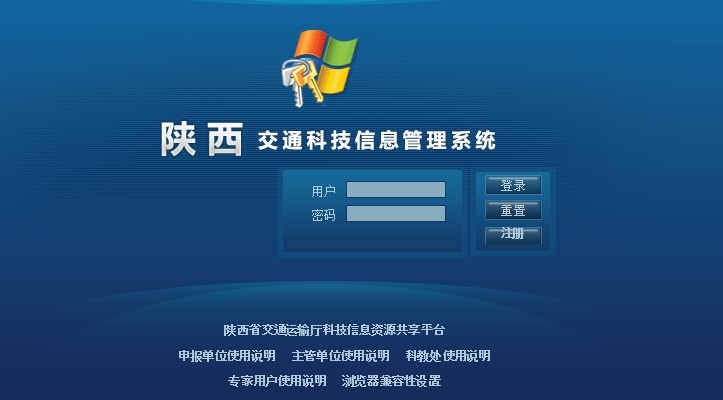 陕西 交通科技信息管理系统
用户 登录
密码 重置
注册
陕西省交通运输厅科技信息资源共享平台
申报单位使用说明 主管单位使用说明 科教处使用说明
专家用户使用说明 浏览器兼容性设置